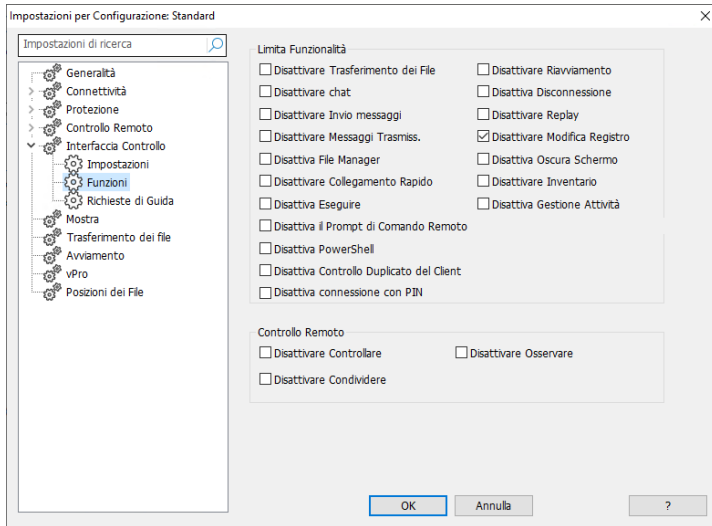 Impostazioni per Configurazione: Standard
Impostazioni di ricerca
Generalità
Connettività
Protezione
Controllo Remoto
Interfaccia Controllo
Impostazioni
Funzioni
Richieste di Guida
Mostra
Trasferimento dei file
Avviamento
vPro
Posizioni dei File
Limita Funzionalità
Disattivare Trasferimento dei File
Disattivare chat
Disattivare Invio messaggi
Disattivare Messaggi Trasmiss.
Disattiva File Manager
Disattivare Collegamento Rapido
Disattiva Eseguire
Disattiva il Prompt di Comando Remoto
Disattiva PowerShell
Disattiva Controllo Duplicato del Client
Disattiva connessione con PIN
Disattivare Riavviamento
Disattiva Disconnessione
Disattivare Replay
Disattivare Modifica Registro
Disattiva Oscura Schermo
Disattivare Inventario
Disattiva Gestione Attività
Controllo Remoto
Disattivare Controllare
Disattivare Osservare
Disattivare Condividere
OK
Annulla
?